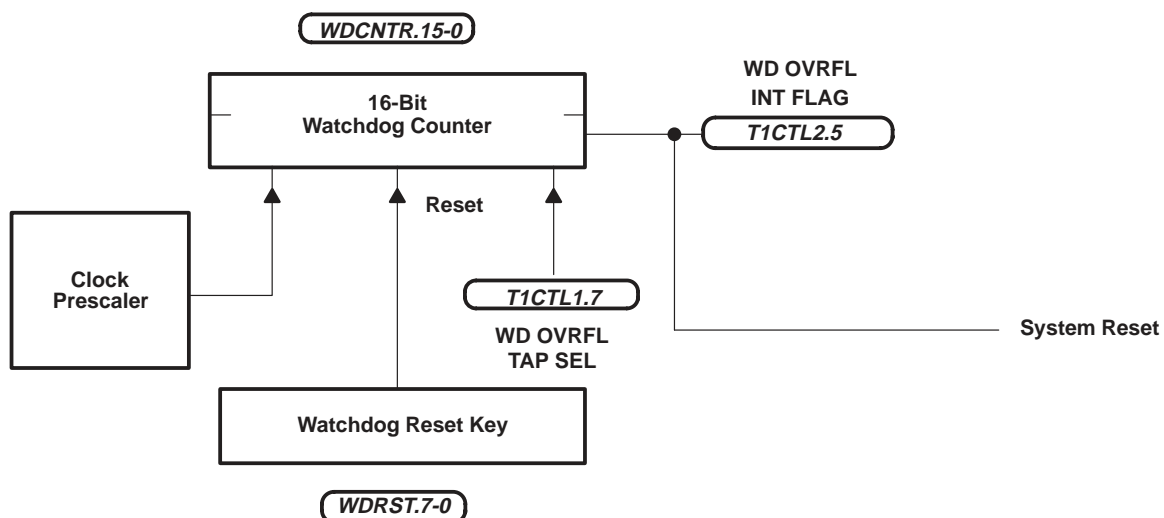 WDCNTR.15-0
16-Bit
Watchdog Counter
WD OVRFL
INT FLAG
T1CTL2.5
Reset
Clock
Prescaler
T1CTL1.7
WD OVRFL
TAP SEL
System Reset
Watchdog Reset Key
WDRST.7-0